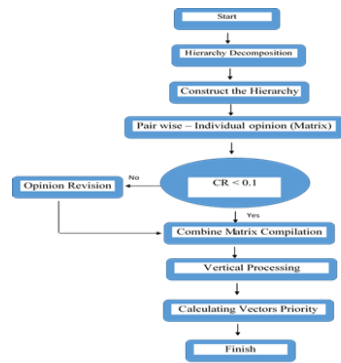 Start
Hierarchy Decomposition
Construct the Hierarchy
Pair wise – Individual opinion (Matrix)
No
Opinion Revision
CR < 0.1
Yes
Combine Matrix Compilation
Vertical Processing
Calculating Vectors Priority
Finish